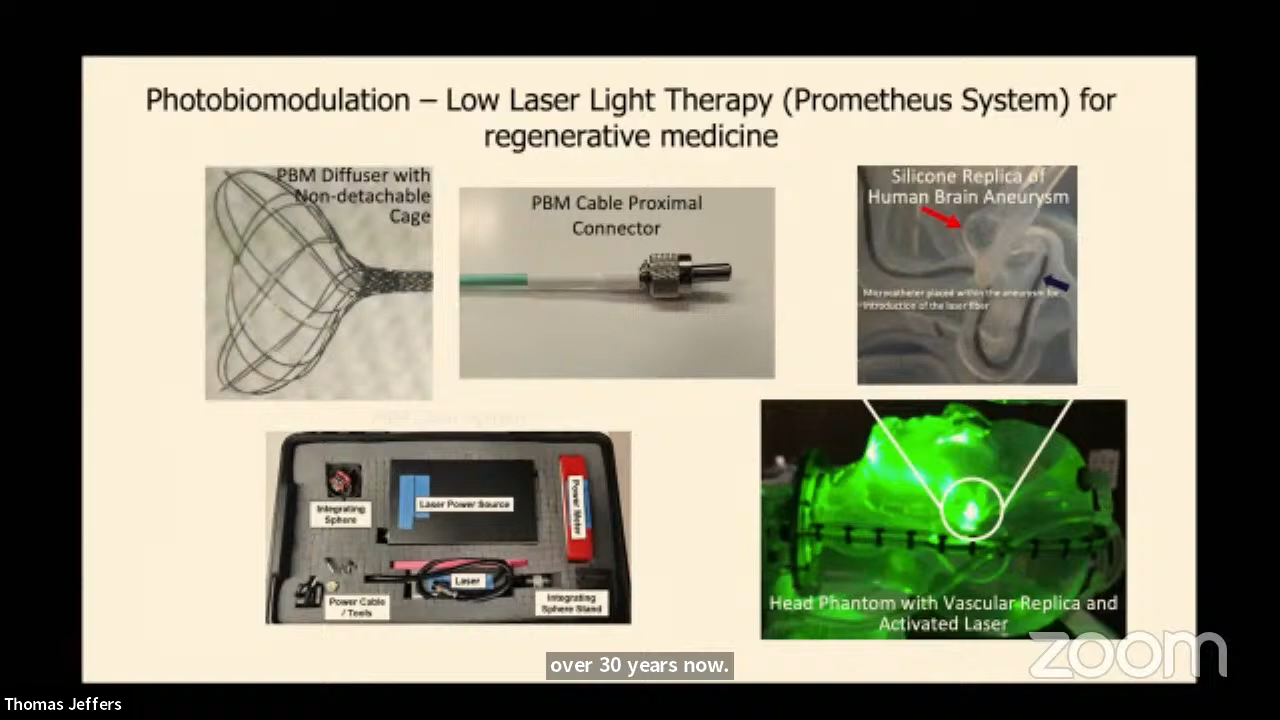 Photobiomodulation – Low Laser Light Therapy (Prometheus System) for
regenerative medicine
PBM Diffuser with
Non-detachable
Cage
PBM Cable Proximal
Connector
Silicone Replica of
Human Brain Aneurysm
Microcatheter placed within the aneurysm for
introduction of the laser fiber
Integrating
Sphere
Laser Power Source
Power Meter
Laser
Power Cable
/ Tools
Integrating
Sphere Stand
Head Phantom with Vascular Replica and
Activated Laser
over 30 years now.
zoom
Thomas Jeffers